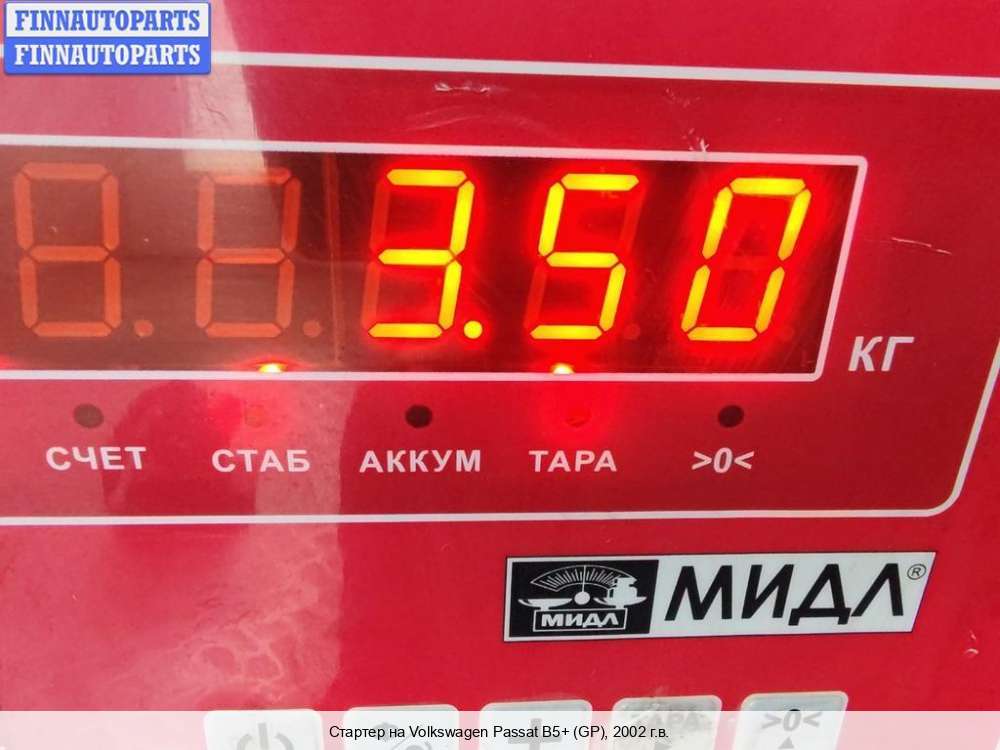 FINNAUTOPARTS
FINNAUTOPARTS
3.50
КГ
СЧЕТ СТАБ АККУМ ТАРА >0<
МИДЛ МИДЛ®
ТАРА >0<
Стартер на Volkswagen Passat B5+ (GP), 2002 г.в.